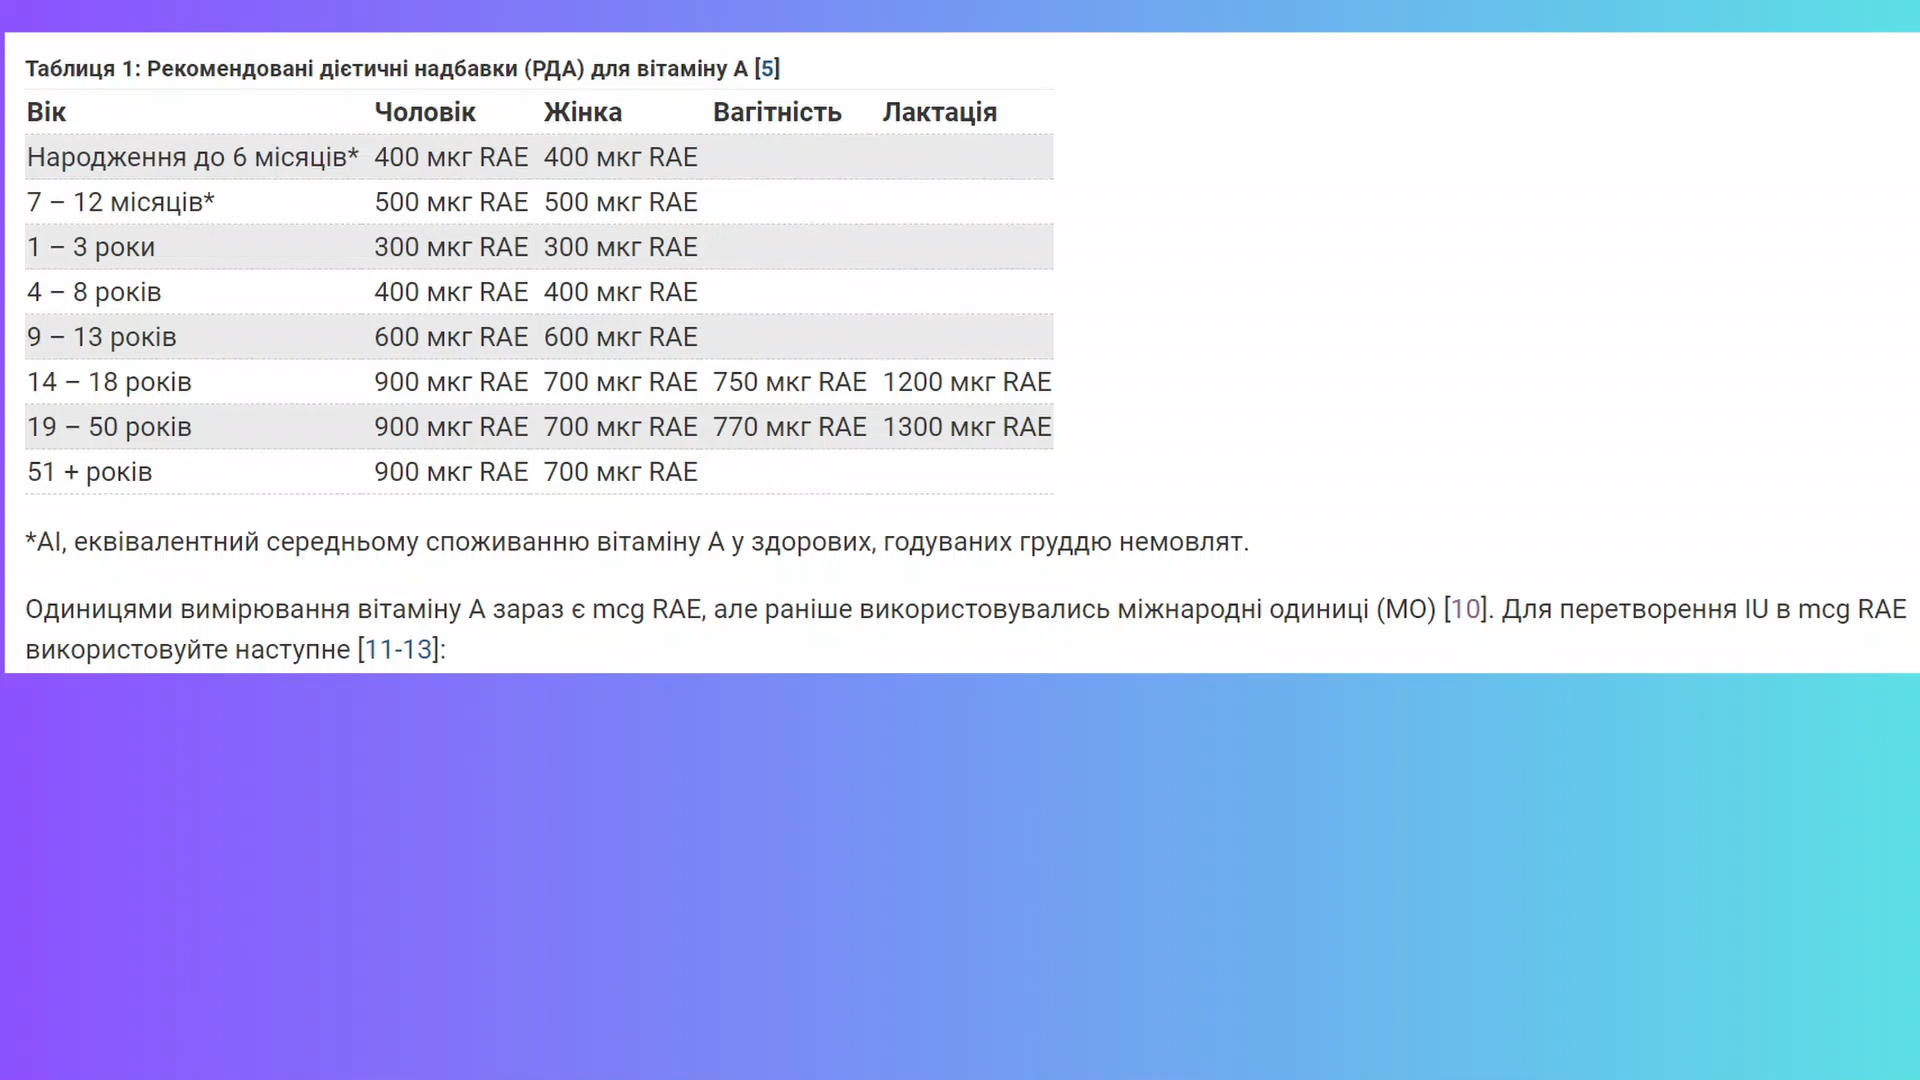 Таблиця 1: Рекомендовані дієтичні надбавки (РДА) для вітаміну А [5]
Вік Чоловік Жінка Вагітність Лактація
Народження до 6 місяців* 400 мкг RAE 400 мкг RAE
7 – 12 місяців* 500 мкг RAE 500 мкг RAE
1 – 3 роки 300 мкг RAE 300 мкг RAE
4 – 8 років 400 мкг RAE 400 мкг RAE
9 – 13 років 600 мкг RAE 600 мкг RAE
14 – 18 років 900 мкг RAE 700 мкг RAE 750 мкг RAE 1200 мкг RAE
19 – 50 років 900 мкг RAE 700 мкг RAE 770 мкг RAE 1300 мкг RAE
51 + років 900 мкг RAE 700 мкг RAE
*AI, еквівалентний середньому споживанню вітаміну А у здорових, годуваних груддю немовлят.
Одиницями вимірювання вітаміну А зараз є mcg RAE, але раніше використовувались міжнародні одиниці (МО) [10]. Для перетворення IU в mcg RAE
використовуйте наступне [11-13]: